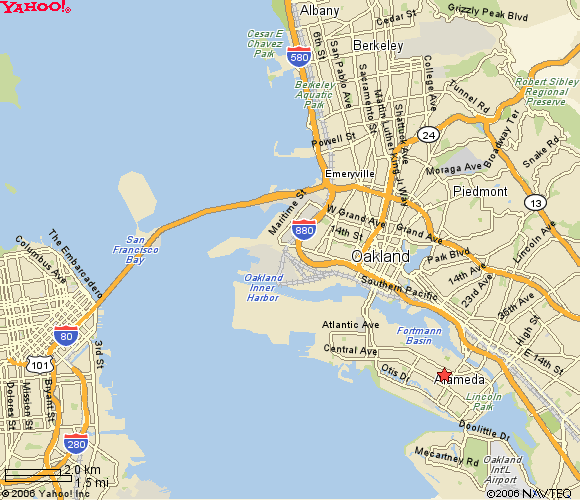 YAHOO!
Albany
Cedar St
Grizzly Peak Blvd
Cesar E
Chavez
Park
580
6th St
San Pablo Ave
Berkeley
Sacramento St
Martin Luther King Jr Way
Shattuck Ave
College Ave
Berkeley
Aquatic
Park
Tunnel Rd
Robert Sibley
Regional
Preserve
Powell St
24
Broadway Ter
Snake Rd
Emeryville
Moraga Ave
Piedmont
13
Maritime St
W Grand Ave
Grand Ave
880
14th St
Lincoln Ave
The Embarcadero
San
Francisco
Bay
Columbus Ave
Oakland
Park Blvd
Oakland
Inner
Harbor
Southern Pacific
14th Ave
23rd Ave
35th Ave
High St
Atlantic Ave
Fortmann
Basin
80
101
3rd St
Central Ave
E 14th St
Otis Dr
Alameda
Dolores St
Mission St
Bryant St
Lincoln
Park
280
Doolittle Dr
Mecartney Rd
Oakland
Int'L
Airport
2.0 km
1.5 mi
©2006 Yahoo! Inc
©2006 NAVTEQ